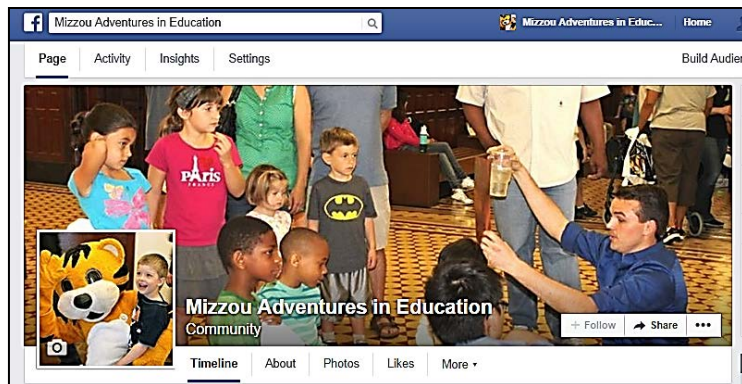 f Mizzou Adventures in Education Mizzou Adventures in Educ... Home
Page Activity Insights Settings Build Audien
PARIS
FRANCE
Mizzou Adventures in Education
Community
+ Follow Share •••
Timeline About Photos Likes More